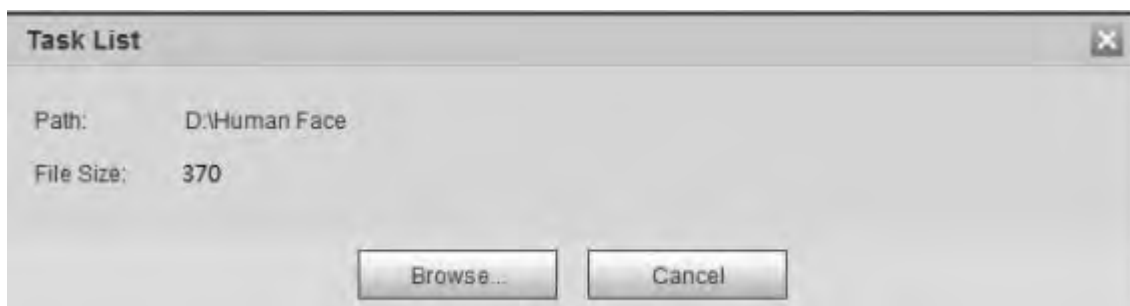 Task List
Path: D:\Human Face
File Size: 370
Browse... Cancel